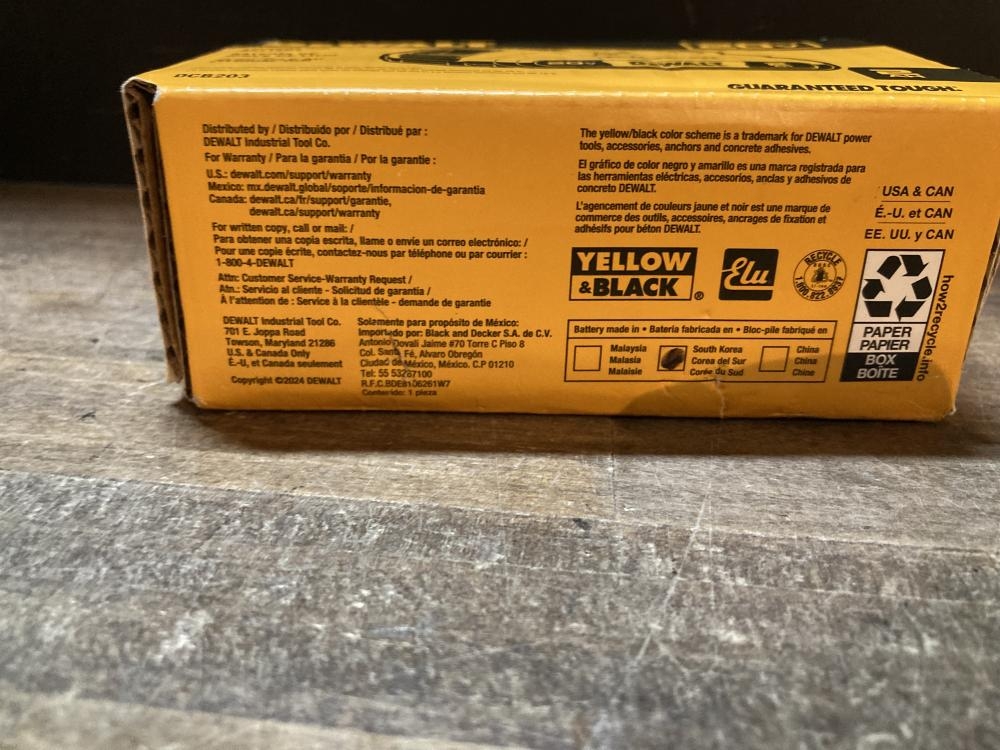 DCB203
DEWALT
GUARANTEED TOUGH.
Distributed by / Distribuido por / Distribué par :
DEWALT Industrial Tool Co.
For Warranty / Para la garantía / Por la garantie :
U.S.: dewalt.com/support/warranty
Mexico: mx.dewalt.global/soporte/informacion-de-garantia
Canada: dewalt.ca/fr/support/garantie,
dewalt.ca/support/warranty
For written copy, call or mail: /
Para obtener una copia escrita, llame o envíe un correo electrónico: /
Pour une copie écrite, contactez-nous par téléphone ou par courrier :
1-800-4-DEWALT
Attn: Customer Service-Warranty Request /
Atn.: Servicio al cliente - Solicitud de garantía /
À l'attention de : Service à la clientèle - demande de garantie
DEWALT Industrial Tool Co.
701 E. Joppa Road
Towson, Maryland 21286
U.S. & Canada Only
É.-U, et Canada seulement
Copyright ©2024 DEWALT
Solamente para propósito de México:
Importado por: Black and Decker S.A. de C.V.
Antonio Dovali Jaime #70 Torre C Piso 8
Col. Santa Fé, Alvaro Obregón
Ciudad de México, México. C.P 01210
Tel: 55 53267100
R.F.C.BDE8106261W7
Contenido: 1 pieza
The yellow/black color scheme is a trademark for DEWALT power
tools, accessories, anchors and concrete adhesives.
El gráfico de color negro y amarillo es una marca registrada para
las herramientas eléctricas, accesorios, anclas y adhesivos de
concreto DEWALT.
L'agencement de couleurs jaune et noir est une marque de
commerce des outils, accessoires, ancrages de fixation et
adhésifs pour béton DEWALT.
YELLOW
&BLACK®
Elu
RECYCLE
1.800.822.8837
Battery made in • Batería fabricada en • Bloc-pile fabriqué en
Malaysia
Malasia
Malaisie
South Korea
Corea del Sur
Corée du Sud
China
China
Chine
USA & CAN
É.-U. et CAN
EE. UU. y CAN
PAPER
PAPIER
BOX
BOÎTE
how2recycle.info